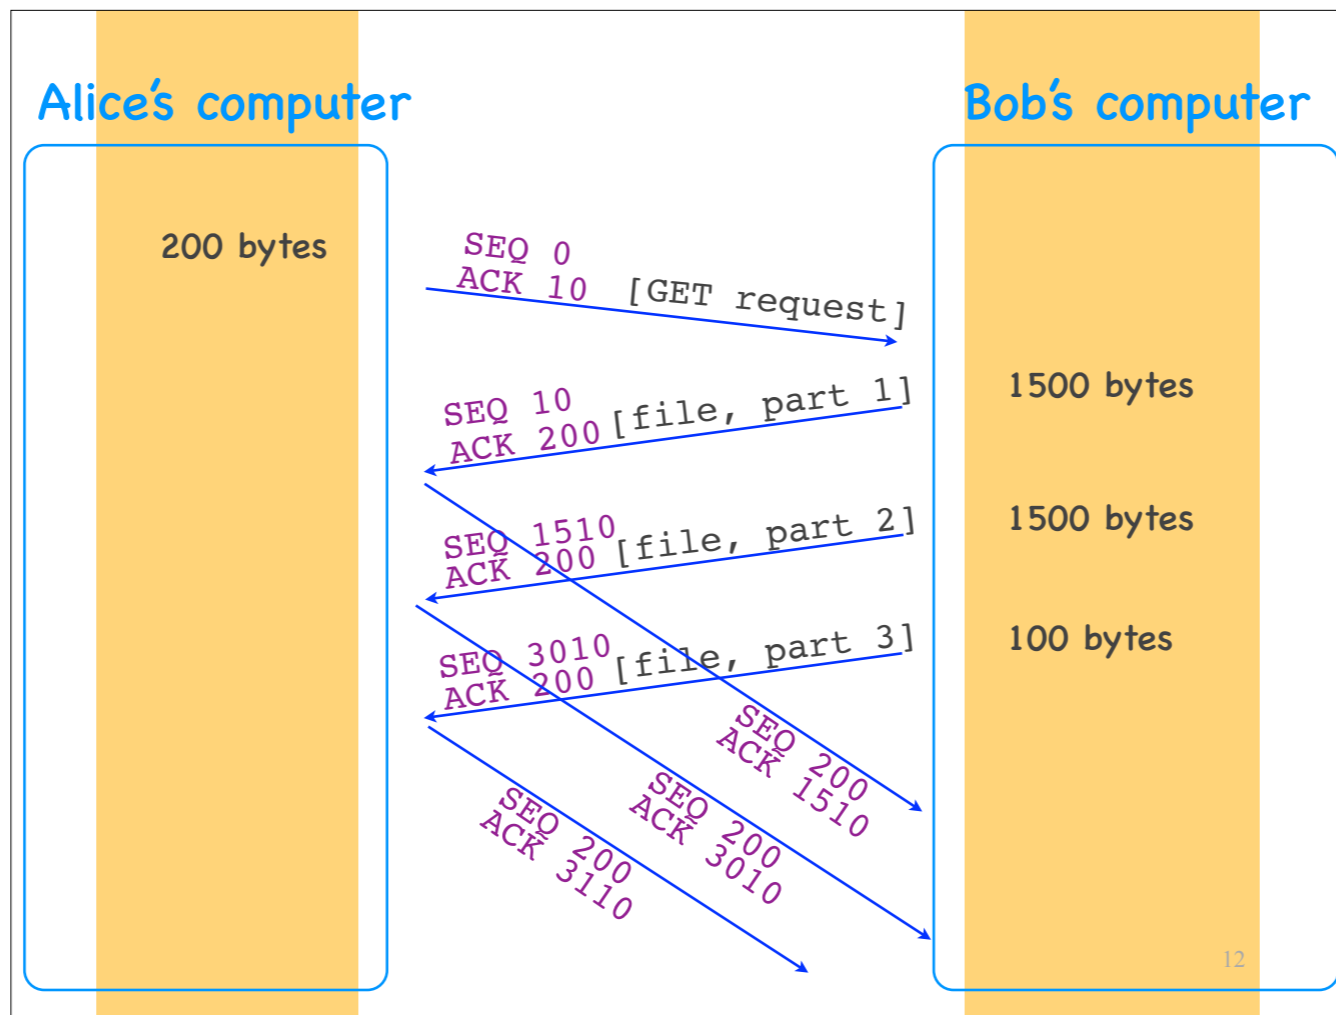 Alice's computer
Bob's computer
200 bytes
SEQ 0
ACK 10 [GET request]
1500 bytes
SEQ 10
ACK 200 [file, part 1]
1500 bytes
SEQ 1510
ACK 200 [file, part 2]
100 bytes
SEQ 3010
ACK 200 [file, part 3]
SEQ 200
ACK 1510
SEQ 200
ACK 3010
SEQ 200
ACK 3110
12